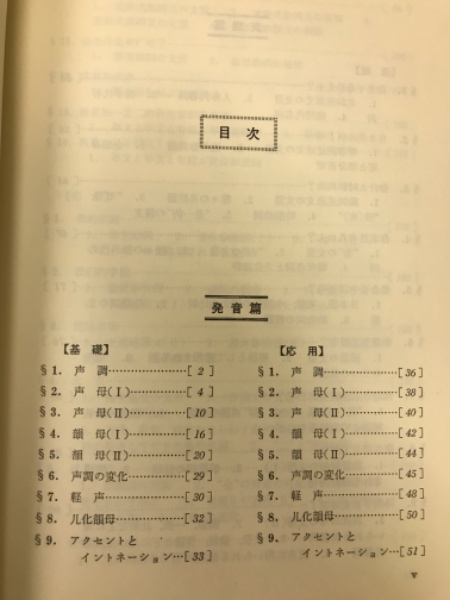 目次
発音篇
【基礎】
§1. 声調………………[2]
§2. 声母(Ⅰ)……………[4]
§3. 声母(Ⅱ)……………[10]
§4. 韻母(Ⅰ)……………[16]
§5. 韻母(Ⅱ)……………[20]
§6. 声調の変化…………[29]
§7. 軽声………………[30]
§8. 儿化韻母……………[32]
§9. アクセントと
イントネーション…[33]
【応用】
§1. 声調………………[36]
§2. 声母(Ⅰ)……………[38]
§3. 声母(Ⅱ)……………[40]
§4. 韻母(Ⅰ)……………[42]
§5. 韻母(Ⅱ)……………[44]
§6. 声調の変化…………[45]
§7. 軽声………………[48]
§8. 儿化韻母……………[50]
§9. アクセントと
イントネーション…[51]
v